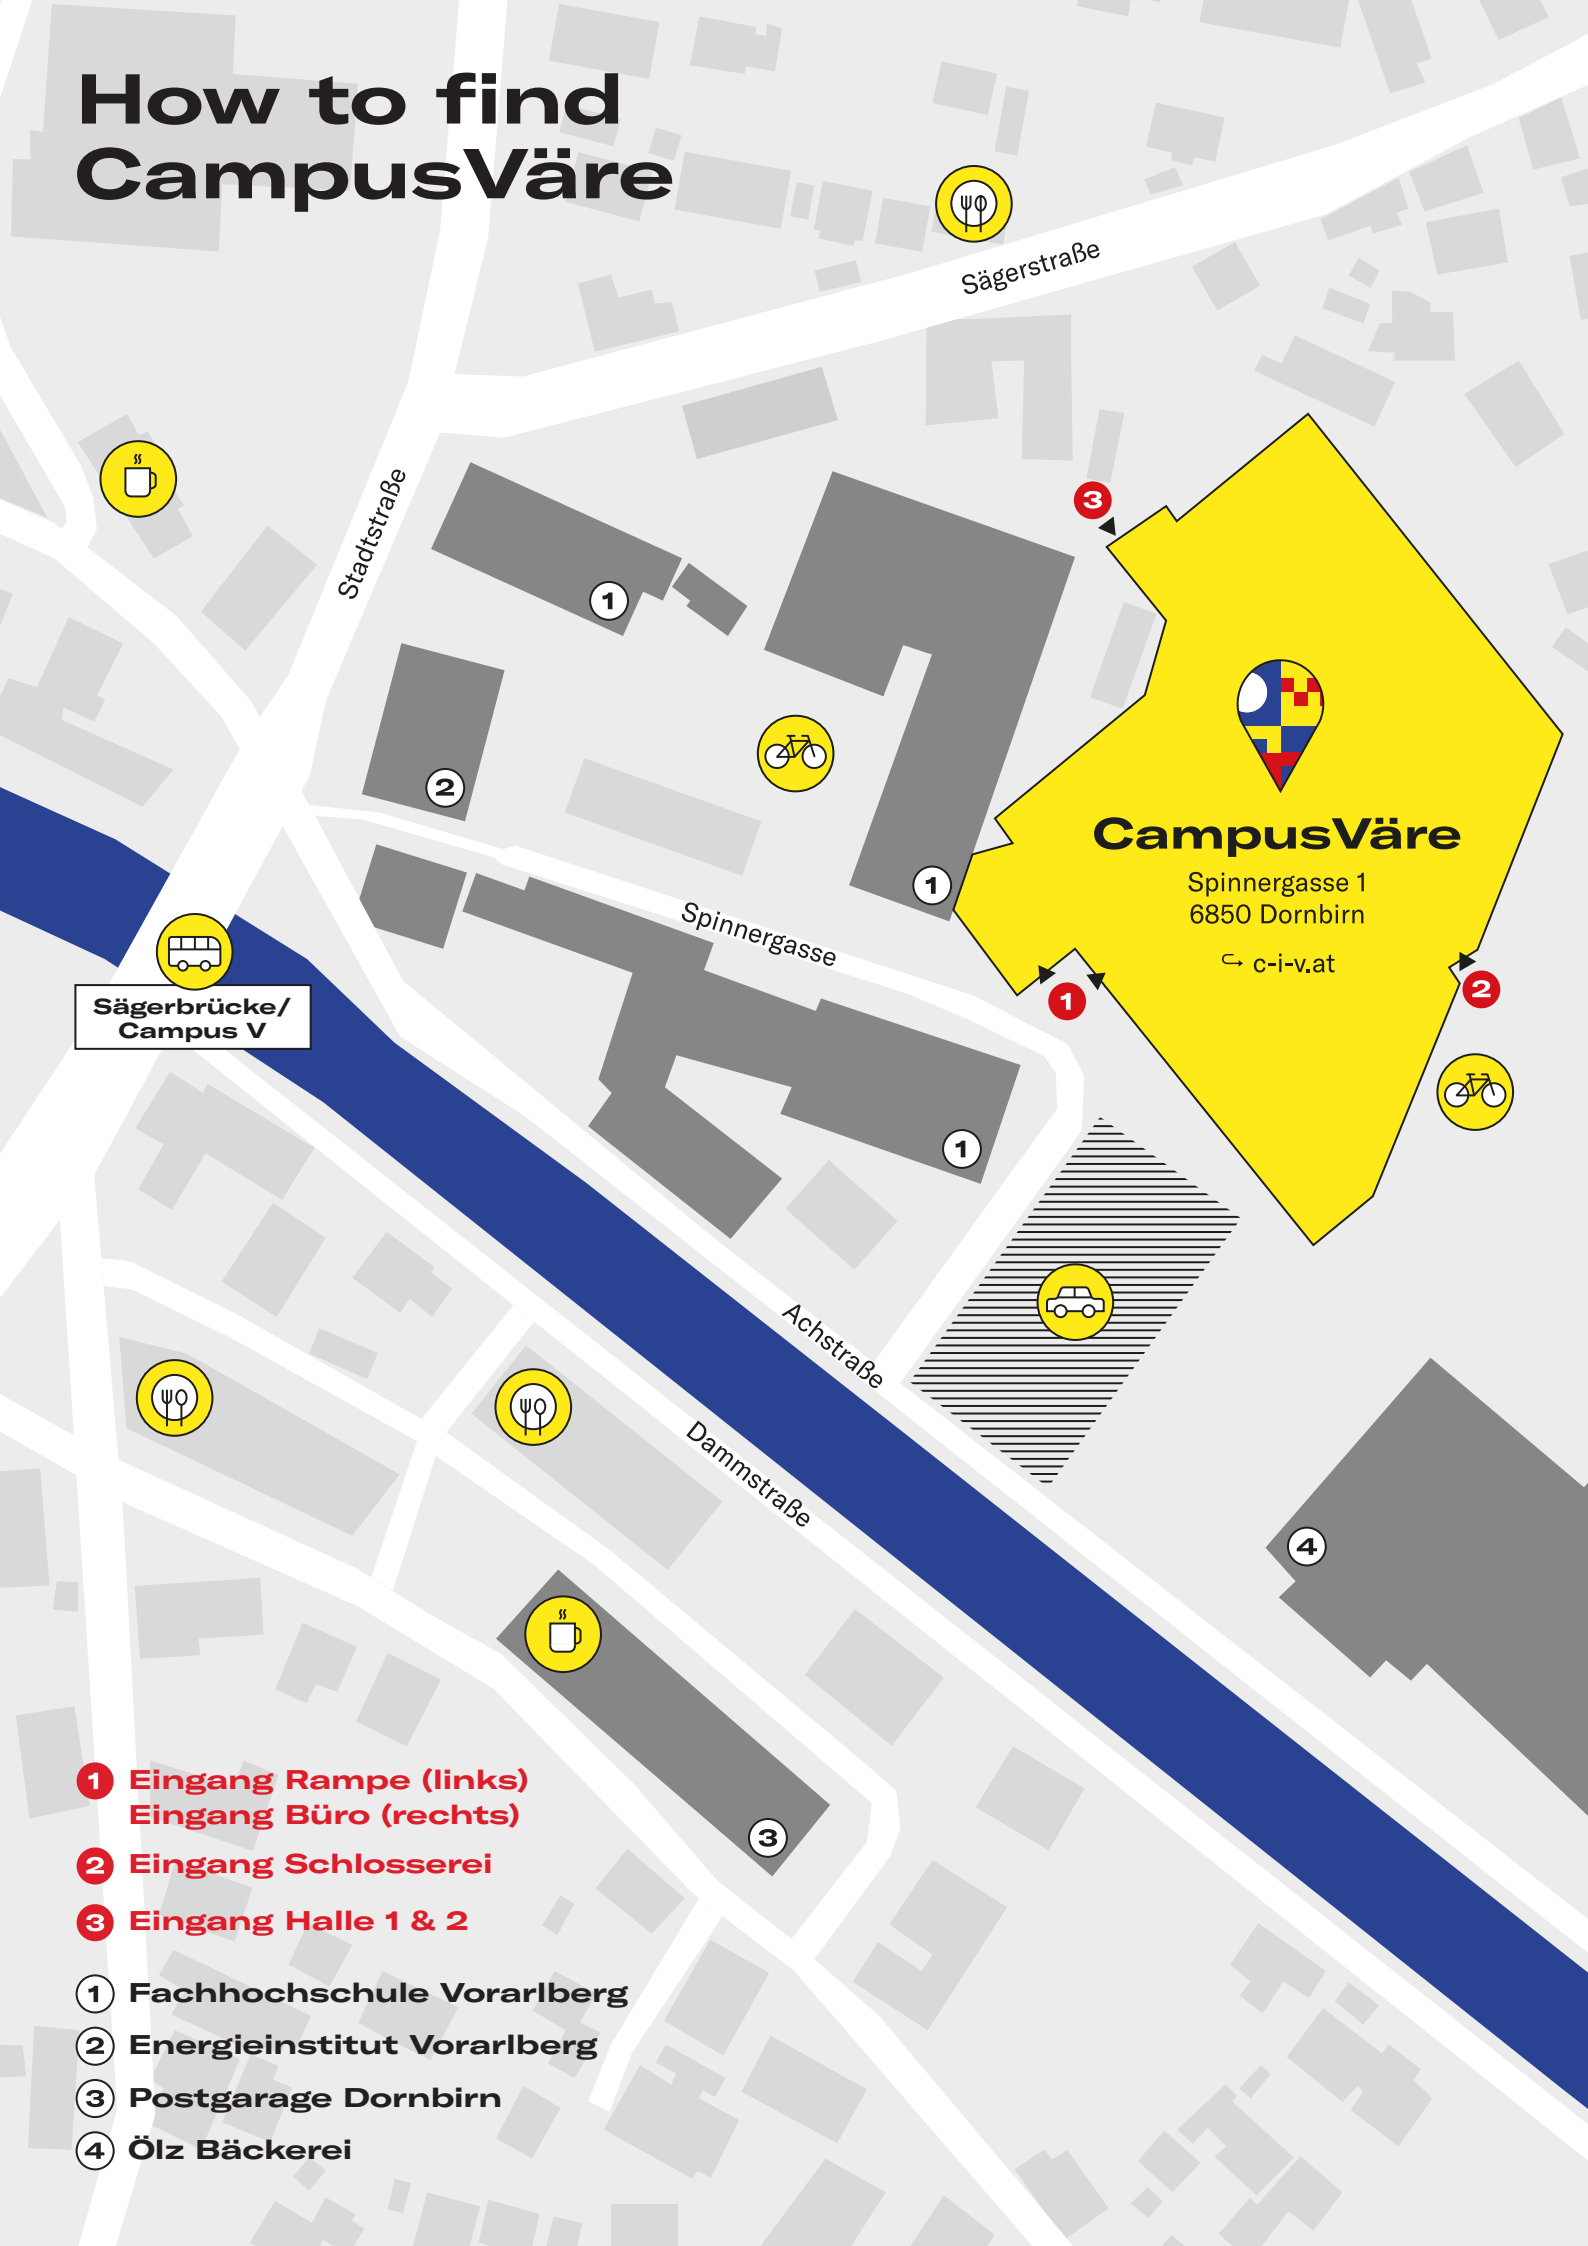 How to find
CampusVäre
Sägerstraße
Stadtstraße
3
1
2
1
CampusVäre
Spinnergasse 1
6850 Dornbirn
c-i-v.at
Spinnergasse
1
2
Sägerbrücke/
Campus V
1
Achstraße
Dammstraße
4
3
1 Eingang Rampe (links)
Eingang Büro (rechts)
2 Eingang Schlosserei
3 Eingang Halle 1 & 2
1 Fachhochschule Vorarlberg
2 Energieinstitut Vorarlberg
3 Postgarage Dornbirn
4 Ölz Bäckerei